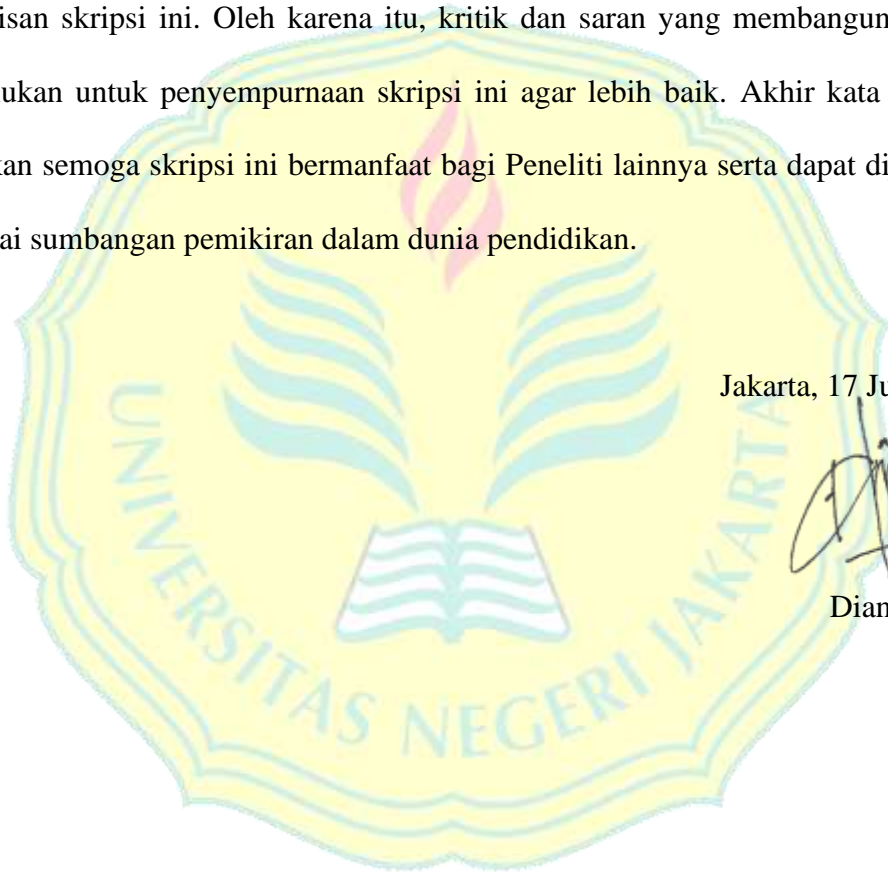 isan skripsi ini. Oleh karena itu, kritik dan saran yang membangun
ukan untuk penyempurnaan skripsi ini agar lebih baik. Akhir kata
kan semoga skripsi ini bermanfaat bagi Peneliti lainnya serta dapat di
ai sumbangan pemikiran dalam dunia pendidikan.
Jakarta, 17 Ju
Dian
UNIVERSITAS NEGERI JAKARTA